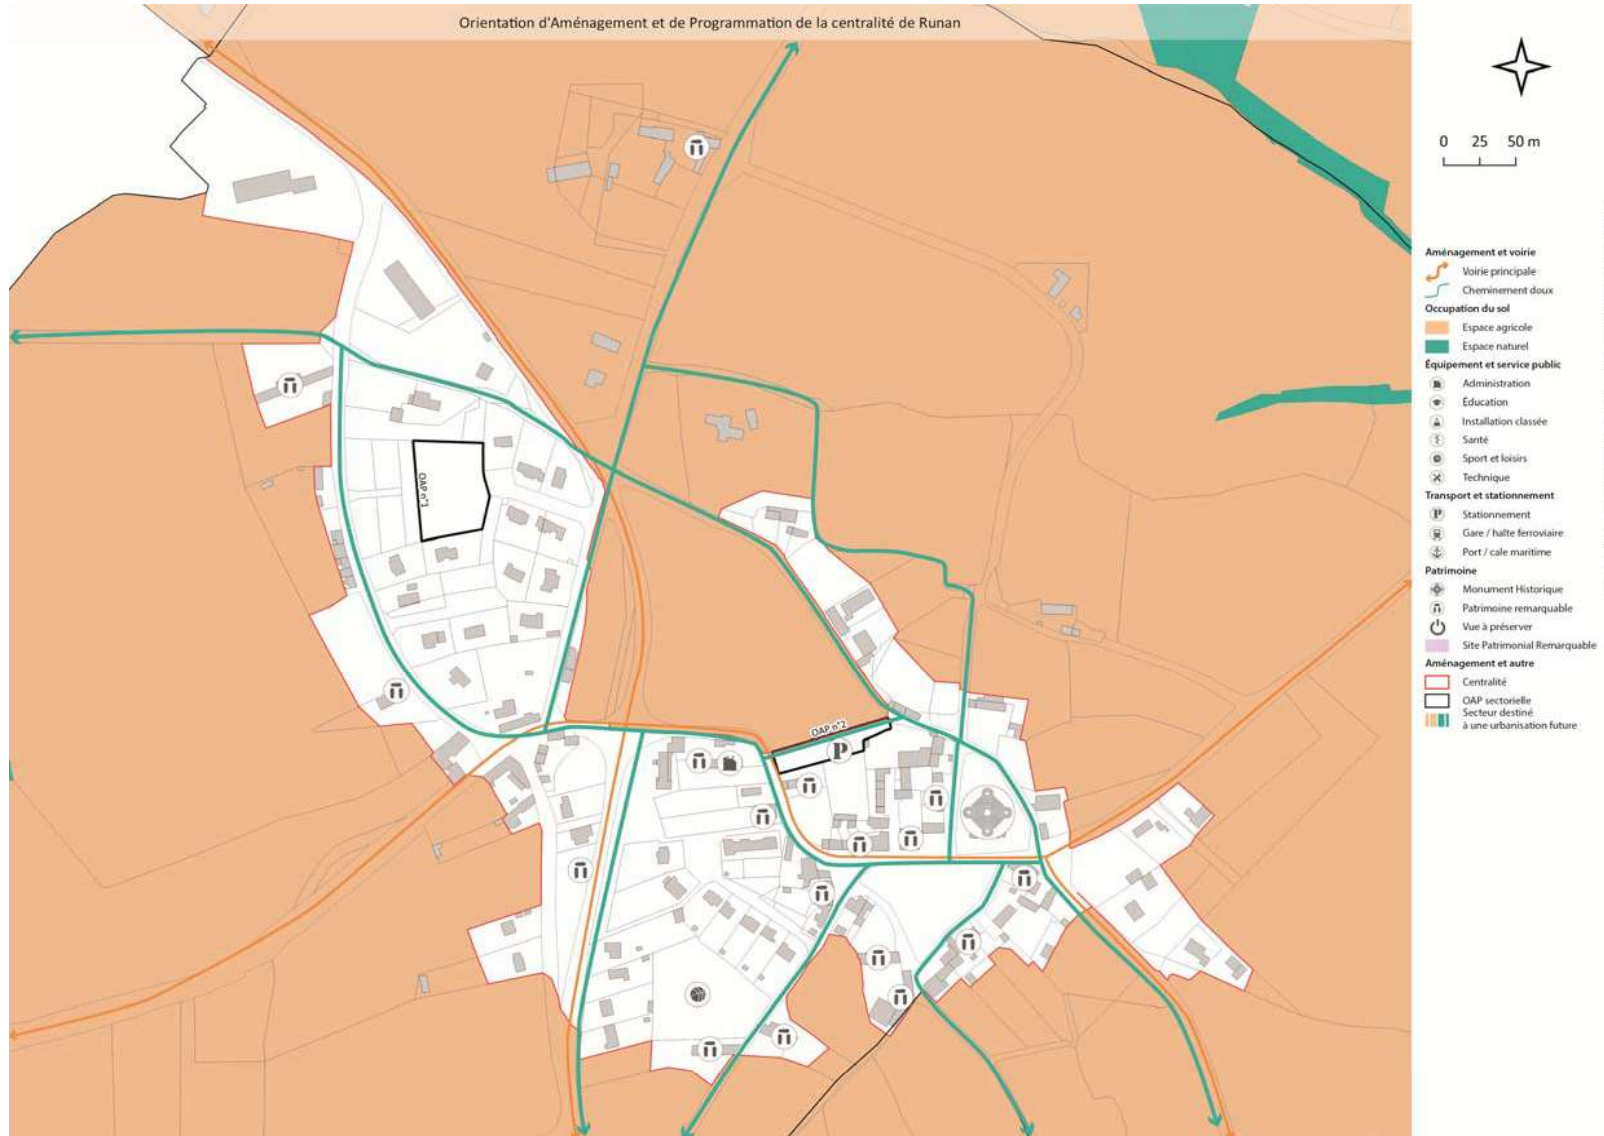 Orientation d'Aménagement et de Programmation de la centralité de Runan
0 25 50 m
Aménagement et voirie
Voirie principale
Cheminement doux
Occupation du sol
Espace agricole
Espace naturel
Équipement et service public
Administration
Éducation
Installation classée
Santé
Sport et loisirs
Technique
Transport et stationnement
P Stationnement
Gare / halte ferroviaire
Port / cale maritime
Patrimoine
Monument Historique
Patrimoine remarquable
Vue à préserver
Site Patrimonial Remarquable
Aménagement et autre
Centralité
OAP sectorielle
Secteur destiné
à une urbanisation future
OAP n°1
OAP n°2
P